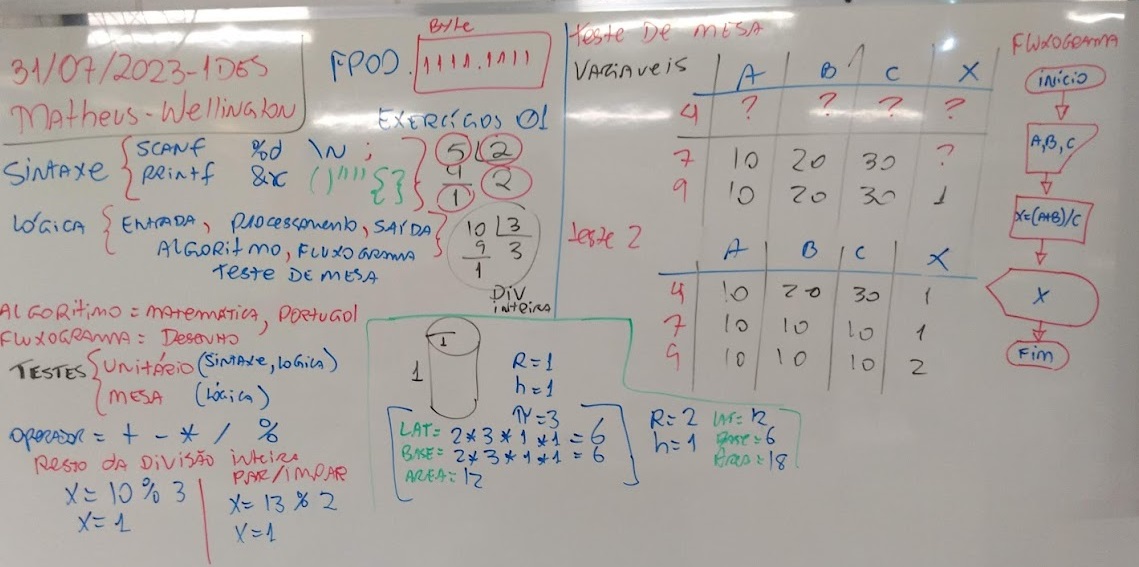 31/07/2023-1DES
Matheus-Wellington
FPOO.
Byte
1111.1111
EXERCÍCIOS 01
SINTAXE { SCANf %d \N ; }
PRINTf &x ( ) " " { }
5 2
4 2
1
LÓGICA { ENTRADA, PROCESSAMENTO, SAÍDA }
ALGORITMO, FLUXOGRAMA
TESTE DE MESA
10 3
9 3
1
DIV
INTEIRA
ALGORITIMO = MATEMÁTICA, PORTUGOL
FLUXOGRAMA = DESENHO
TESTES { UNITÁRIO (SINTAXE, LOGICA)
MESA (LÓGICA)
OPERADOR = + - * / %
RESTO DA DIVISÃO INTEIRA
PAR/IMPAR
X = 10 % 3
X = 1
X = 13 % 2
X = 1
1
1
R = 1
h = 1
π = 3
LAT = 2 * 3 * 1 * 1 = 6
BASE = 2 * 3 * 1 * 1 = 6
AREA = 12
R = 2
h = 1
LAT = 12
BASE = 6
AREA = 18
TESTE DE MESA
VARIAVEIS A B C X
4 ? ? ? ?
7 10 20 30 ?
9 10 20 30 1
teste 2
A B C X
4 10 20 30 1
7 10 10 10 1
9 10 10 10 2
FLUXOGRAMA
INÍCIO
A, B, C
X=(A+B)/C
X
Fim